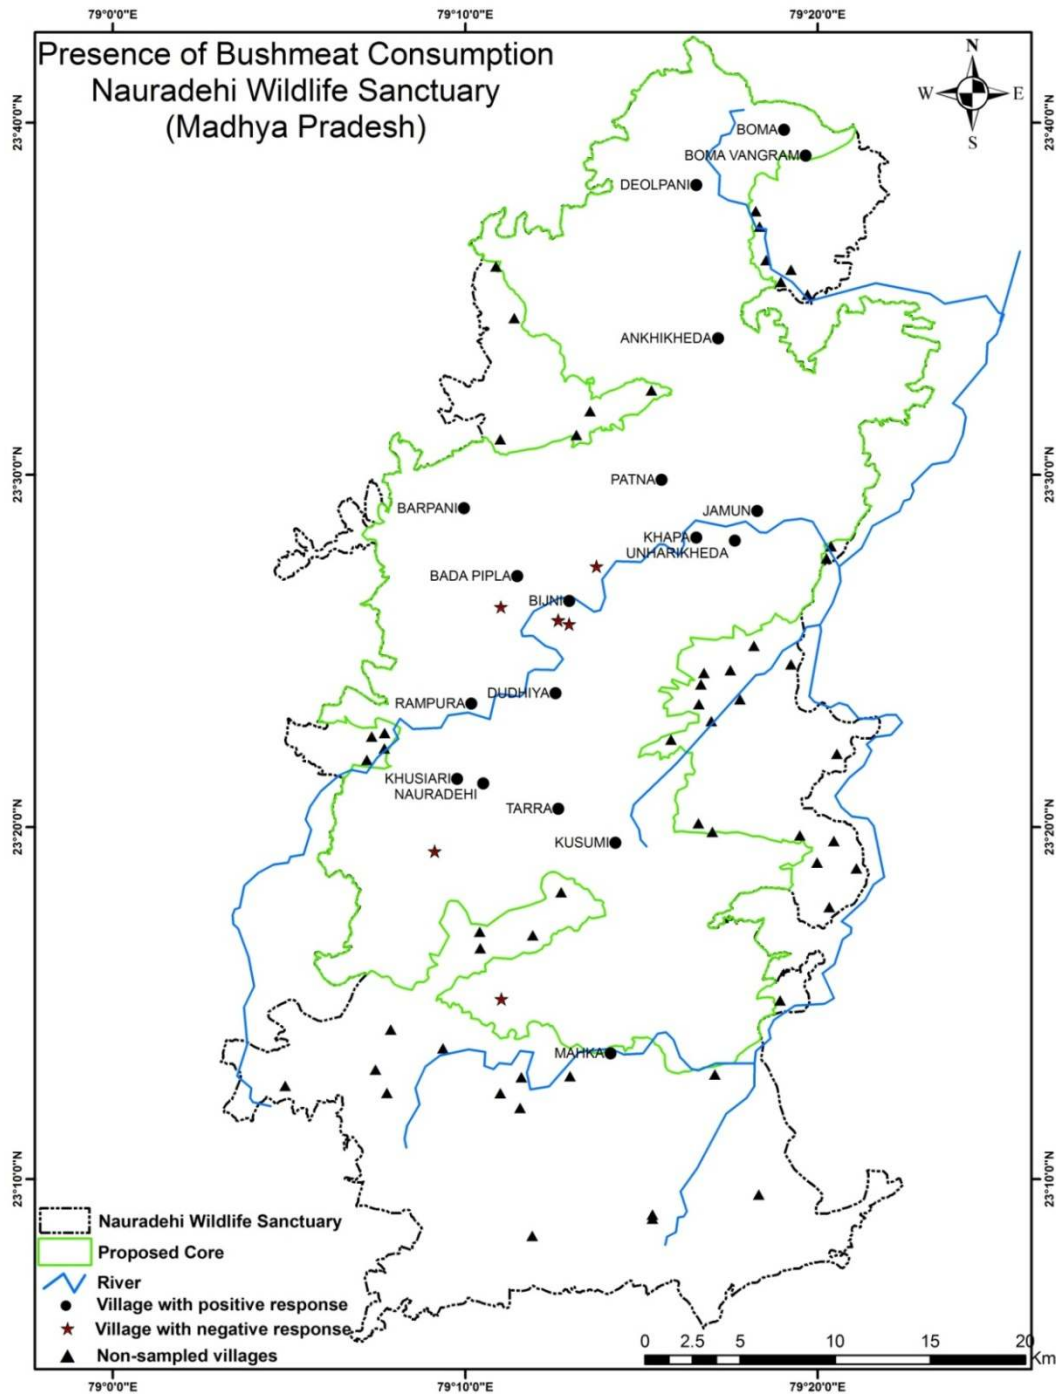 79°0'0"E 79°10'0"E 79°20'0"E
Presence of Bushmeat Consumption
Nauradehi Wildlife Sanctuary
(Madhya Pradesh)
N
W E
S
23°40'0"N 23°40'0"N
BOMA
BOMA VANGRAM
DEOLPANI
ANKHIKHEDA
23°30'0"N 23°30'0"N
PATNA
BARPANI
JAMUN
KHAPA
UNHARIKHEDA
BADA PIPLA
BIJNI
DUDHIYA
RAMPURA
KHUSIARI
NAURADEHI
TARRA
23°20'0"N 23°20'0"N
KUSUMI
MAHKA
23°10'0"N 23°10'0"N
Nauradehi Wildlife Sanctuary
Proposed Core
River
Village with positive response
Village with negative response
Non-sampled villages
0 2.5 5 10 15 20
Km
79°0'0"E 79°10'0"E 79°20'0"E